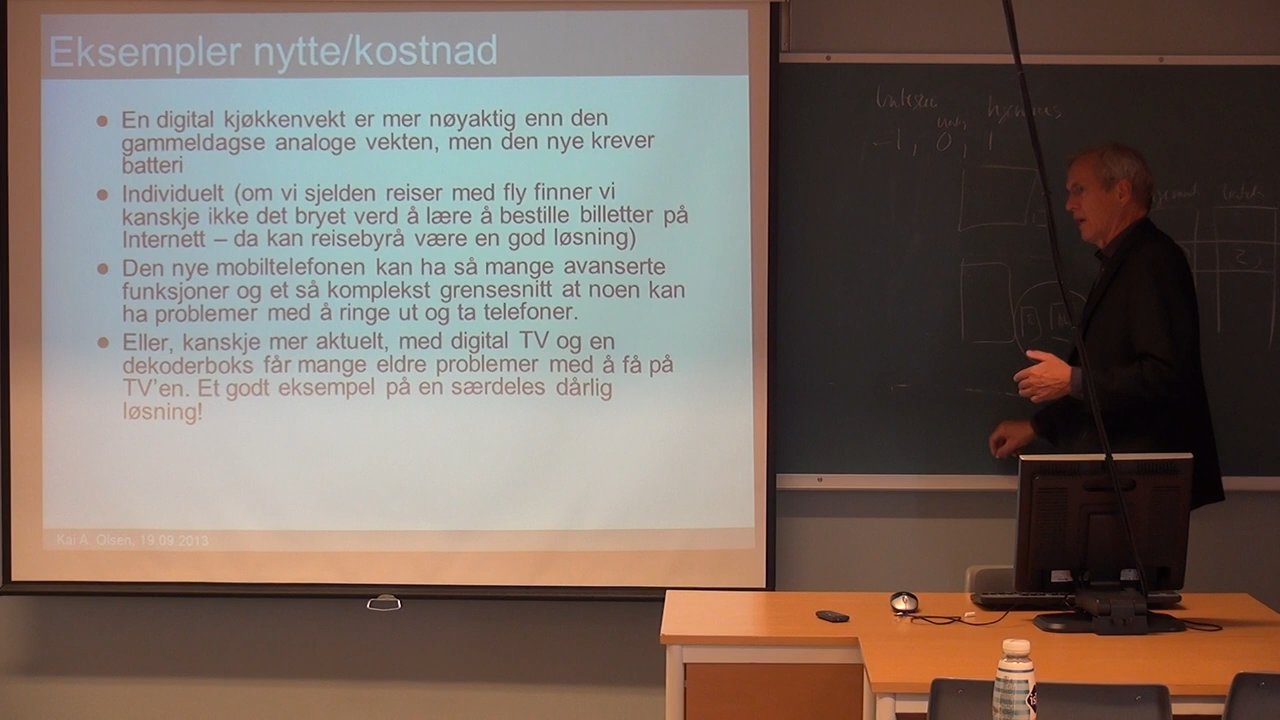 Eksempler nytte/kostnad
En digital kjøkkenvekt er mer nøyaktig enn den
gammeldagse analoge vekten, men den nye krever
batteri
Individuelt (om vi sjelden reiser med fly finner vi
kanskje ikke det bryet verd å lære å bestille billetter på
Internett – da kan reisebyrå være en god løsning)
Den nye mobiltelefonen kan ha så mange avanserte
funksjoner og et så komplekst grensesnitt at noen kan
ha problemer med å ringe ut og ta telefoner.
Eller, kanskje mer aktuelt, med digital TV og en
dekoderboks får mange eldre problemer med å få på
TV'en. Et godt eksempel på en særdeles dårlig
løsning!
Kai A. Olsen, 19.09.2013
-1, 0, 1